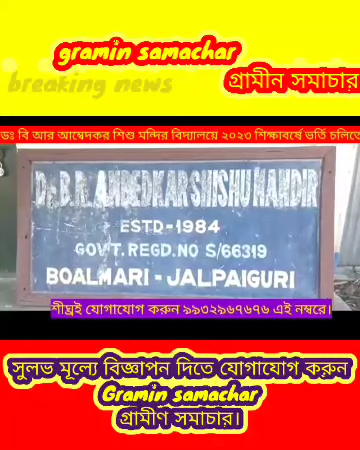 gramin samachar
গ্রামীন সমাচার
breaking news
ডঃ বি আর আম্বেদকর শিশু মন্দির বিদ্যালয়ে ২০২৩ শিক্ষাবর্ষে ভর্তি চলিতে
Dr. B.R. AMBEDKAR SHISHU MANDIR
ESTD-1984
GOVT. REGD. NO S/66319
BOALMARI - JALPAIGURI
শীঘ্রই যোগাযোগ করুন ৯৯৩২৯৬৭৬৭৬ এই নম্বরে।
সুলভ মূল্যে বিজ্ঞাপন দিতে যোগাযোগ করুন
Gramin samachar
গ্রামীণ সমাচার।